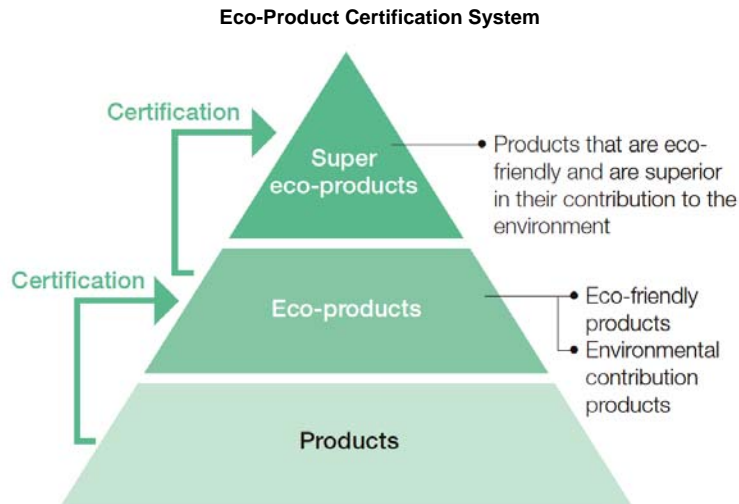 Eco-Product Certification System
Certification
Super
eco-products
Products that are eco-
friendly and are superior
in their contribution to the
environment
Certification
Eco-products
Eco-friendly
products
Environmental
contribution
products
Products